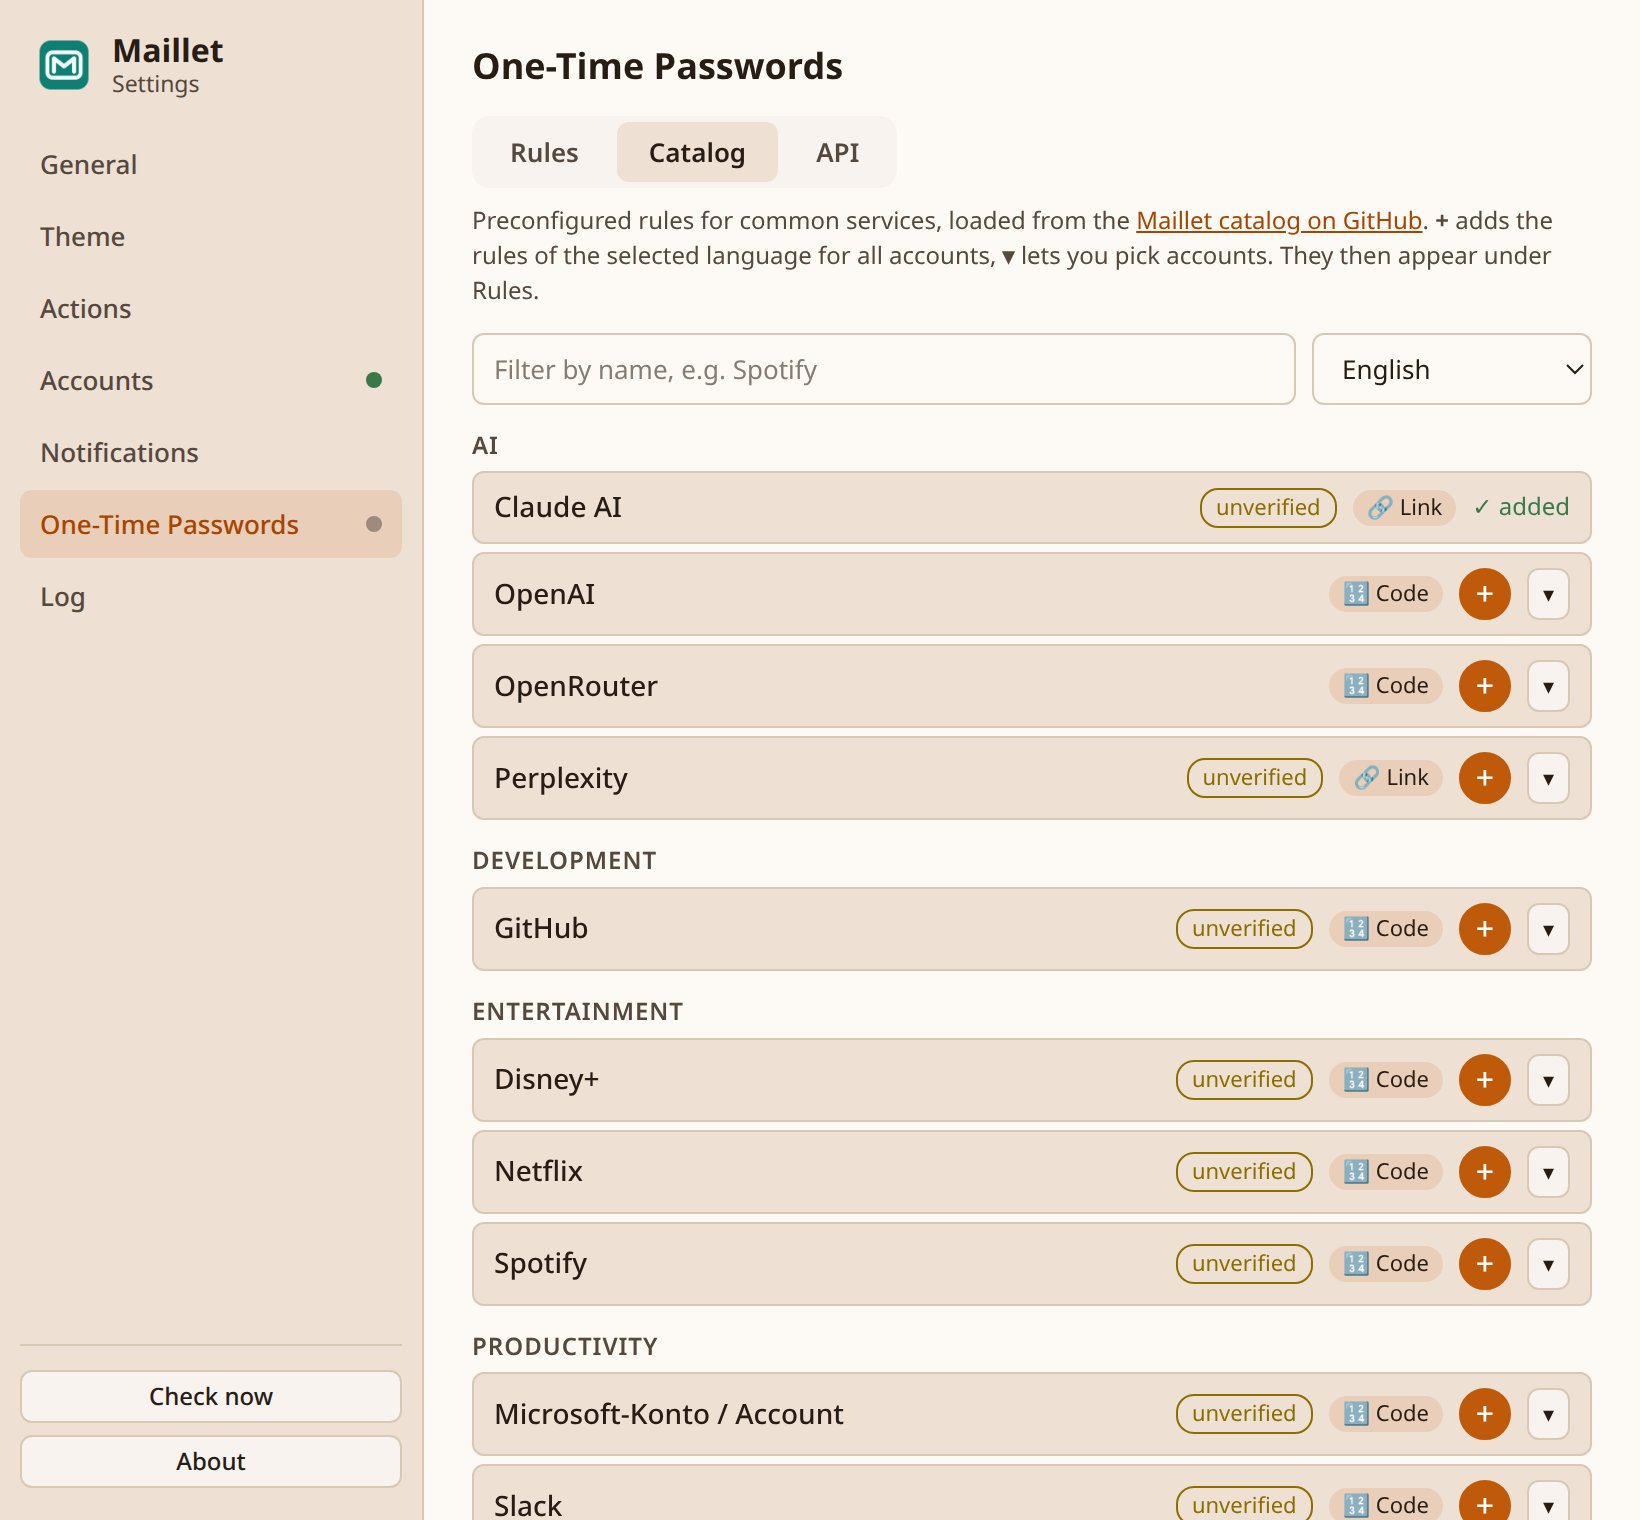 Maillet
Settings
General
Theme
Actions
Accounts
Notifications
One-Time Passwords
Log
Check now
About
One-Time Passwords
Rules Catalog API
Preconfigured rules for common services, loaded from the Maillet catalog on GitHub. + adds the
rules of the selected language for all accounts, ▾ lets you pick accounts. They then appear under
Rules.
Filter by name, e.g. Spotify English
AI
Claude AI unverified 🔗 Link ✓ added
OpenAI 🔢 Code + ▾
OpenRouter 🔢 Code + ▾
Perplexity unverified 🔗 Link + ▾
DEVELOPMENT
GitHub unverified 🔢 Code + ▾
ENTERTAINMENT
Disney+ unverified 🔢 Code + ▾
Netflix unverified 🔢 Code + ▾
Spotify unverified 🔢 Code + ▾
PRODUCTIVITY
Microsoft-Konto / Account unverified 🔢 Code + ▾
Slack unverified 🔢 Code + ▾